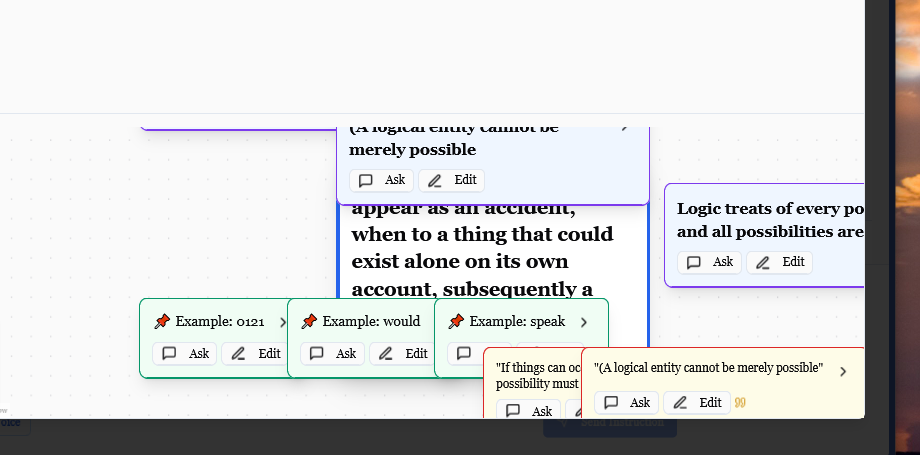 (A logical entity cannot be
merely possible
Ask Edit
appear as an accident,
when to a thing that could
exist alone on its own
account, subsequently a
Logic treats of every po
and all possibilities are
Ask Edit
Example: 0121
Ask Edit
Example: would
Ask Edit
Example: speak
"If things can oc
possibility must
Ask
"(A logical entity cannot be merely possible"
Ask Edit
Send Instruction